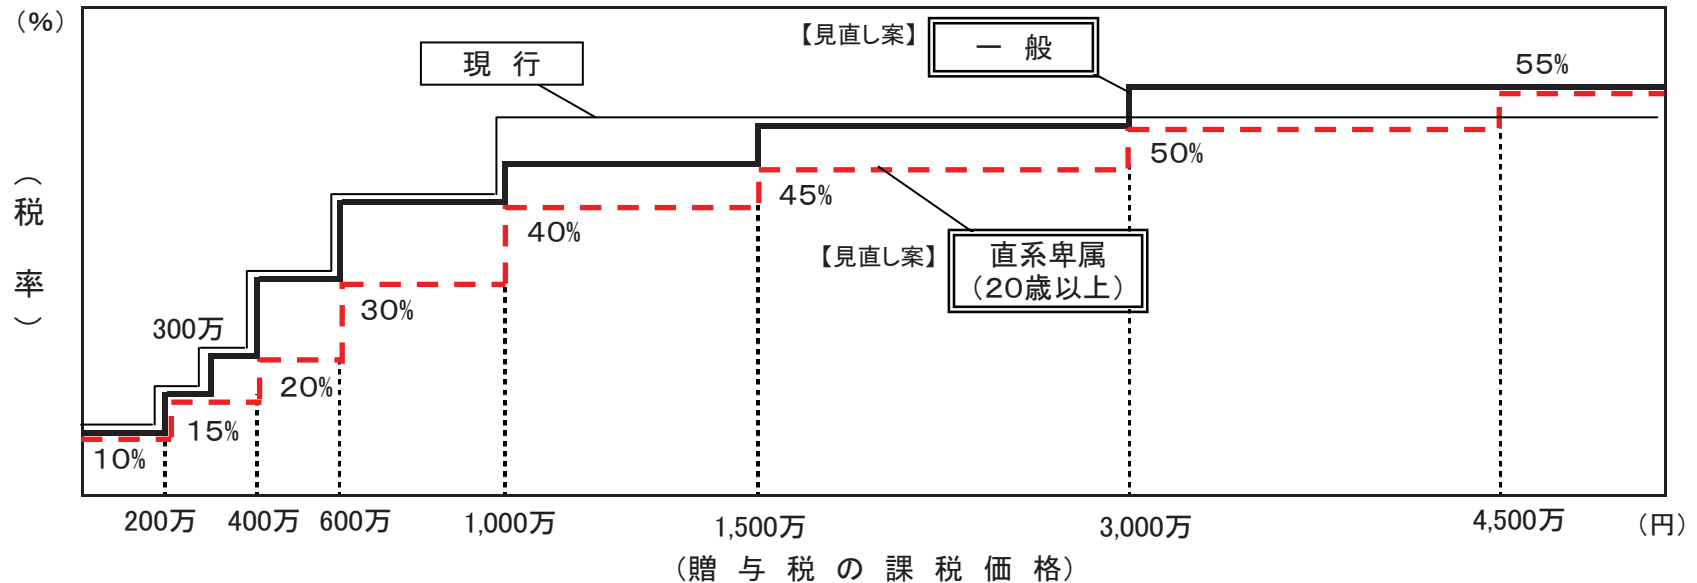 （％）
【見直し案】
一 般
現 行
55%
50%
（税 率）
45%
40%
【見直し案】
直系卑属
（20歳以上）
30%
300万
20%
15%
10%
200万 400万 600万 1,000万 1,500万 3,000万 4,500万 （円）
（贈 与 税 の 課 税 価 格）